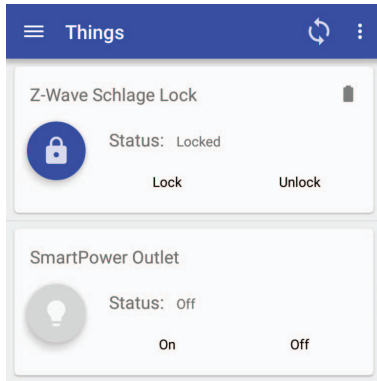 Things
Z-Wave Schlage Lock
Status: Locked
Lock Unlock
SmartPower Outlet
Status: Off
On Off